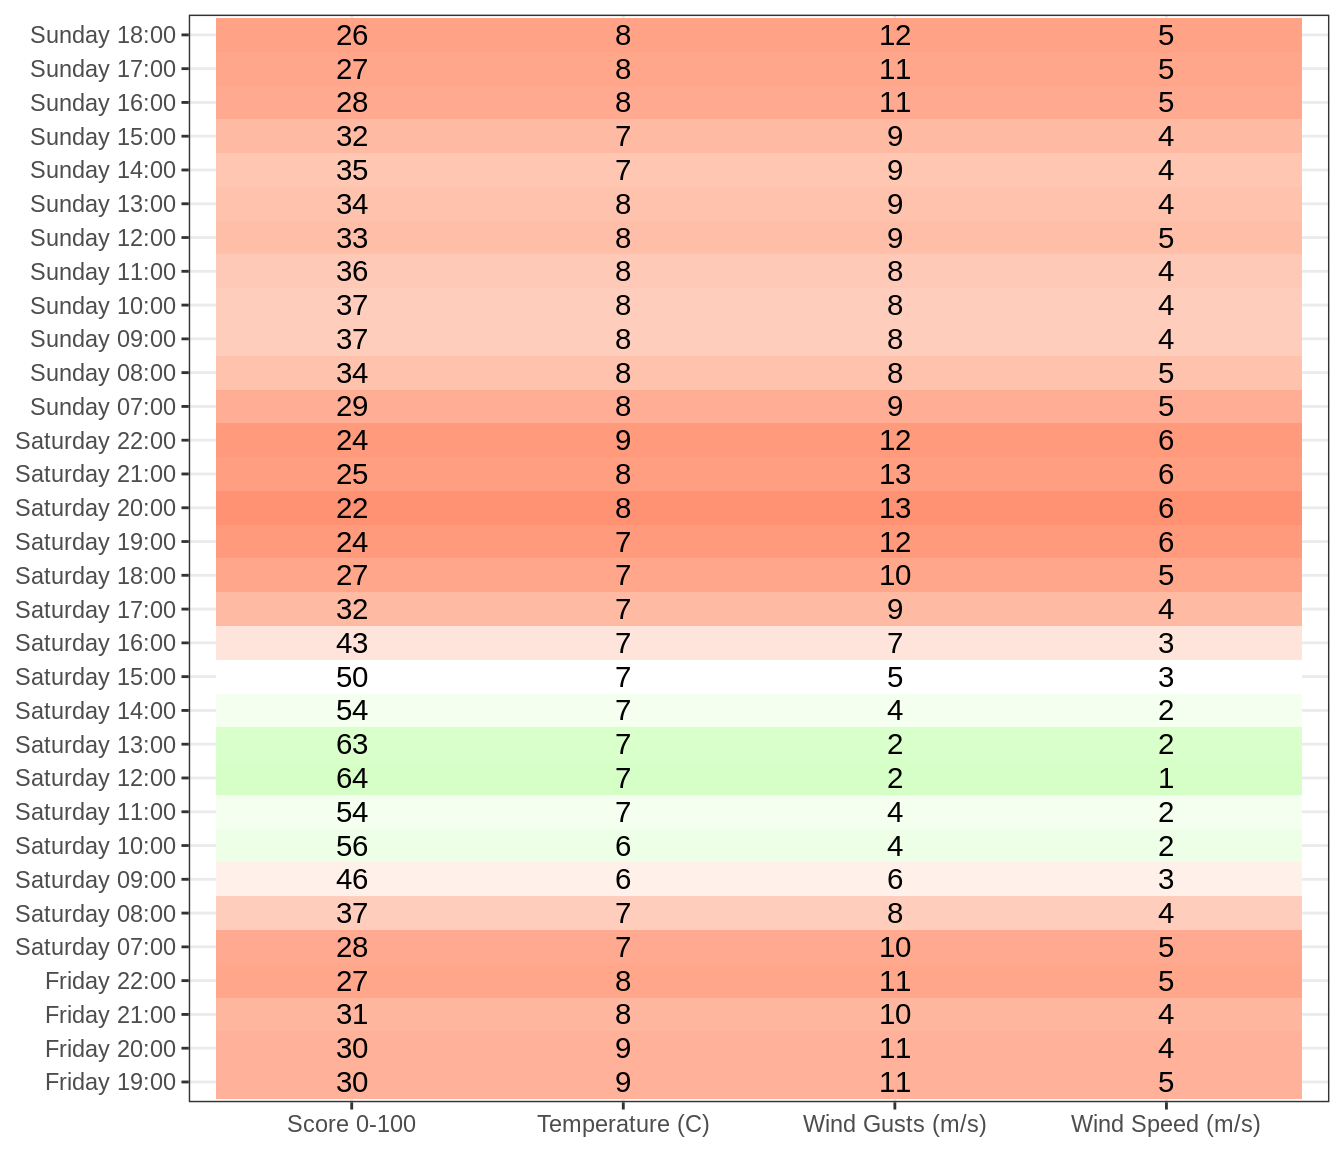 Sunday 18:00 26 8 12 5
Sunday 17:00 27 8 11 5
Sunday 16:00 28 8 11 5
Sunday 15:00 32 7 9 4
Sunday 14:00 35 7 9 4
Sunday 13:00 34 8 9 4
Sunday 12:00 33 8 9 5
Sunday 11:00 36 8 8 4
Sunday 10:00 37 8 8 4
Sunday 09:00 37 8 8 4
Sunday 08:00 34 8 8 5
Sunday 07:00 29 8 9 5
Saturday 22:00 24 9 12 6
Saturday 21:00 25 8 13 6
Saturday 20:00 22 8 13 6
Saturday 19:00 24 7 12 6
Saturday 18:00 27 7 10 5
Saturday 17:00 32 7 9 4
Saturday 16:00 43 7 7 3
Saturday 15:00 50 7 5 3
Saturday 14:00 54 7 4 2
Saturday 13:00 63 7 2 2
Saturday 12:00 64 7 2 1
Saturday 11:00 54 7 4 2
Saturday 10:00 56 6 4 2
Saturday 09:00 46 6 6 3
Saturday 08:00 37 7 8 4
Saturday 07:00 28 7 10 5
Friday 22:00 27 8 11 5
Friday 21:00 31 8 10 4
Friday 20:00 30 9 11 4
Friday 19:00 30 9 11 5
Score 0-100 Temperature (C) Wind Gusts (m/s) Wind Speed (m/s)